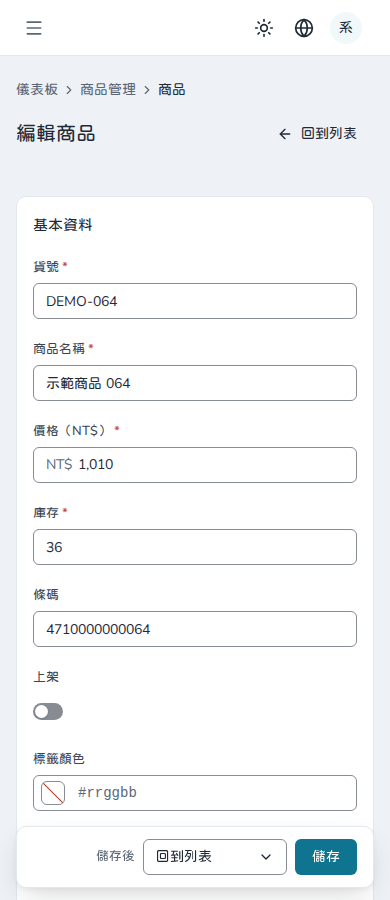 系
儀表板 > 商品管理 > 商品
編輯商品
← 回到列表
基本資料
貨號 *
DEMO-064
商品名稱 *
示範商品 064
價格（NT$）*
NT$ 1,010
庫存 *
36
條碼
4710000000064
上架
標籤顏色
#rrggbb
儲存後 回到列表 儲存